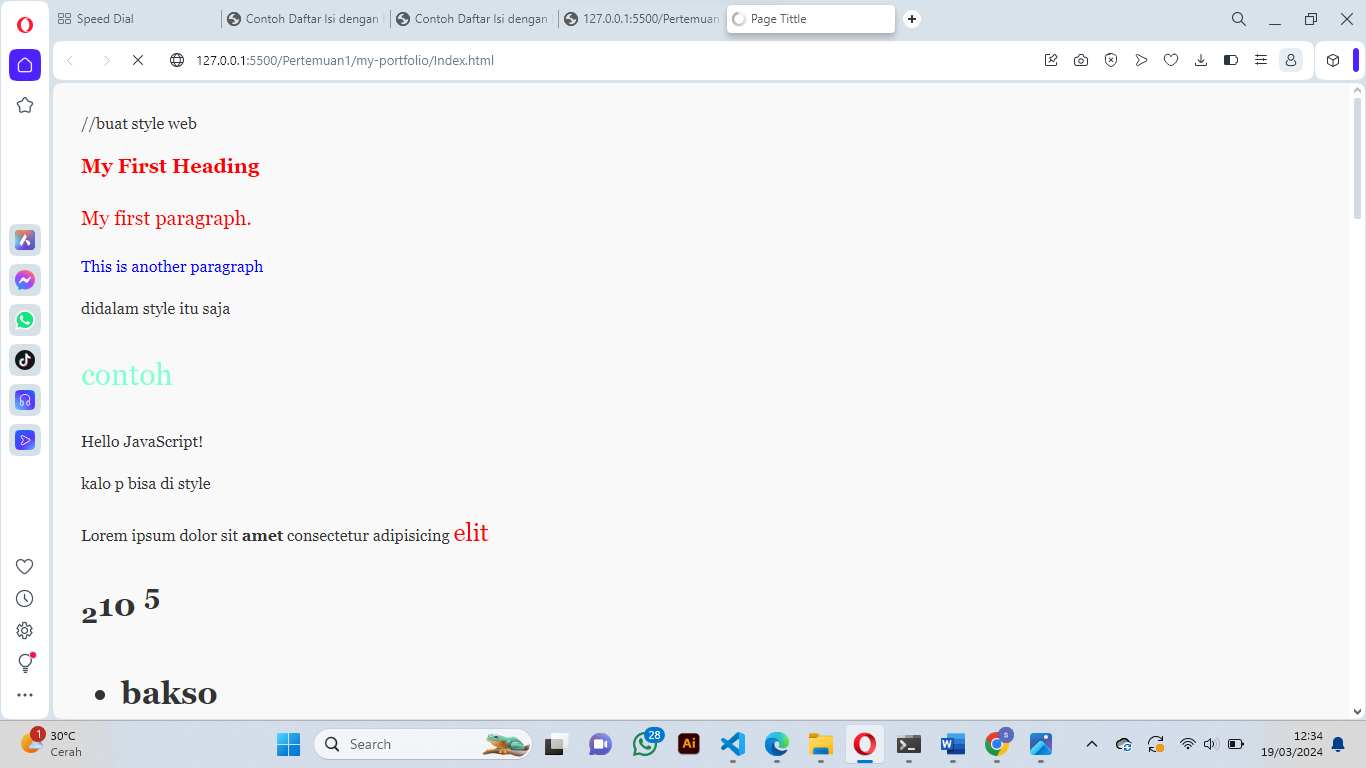 Speed Dial
Contoh Daftar Isi dengan
Contoh Daftar Isi dengan
127.0.0.1:5500/Pertemuan
Page Tittle
127.0.0.1:5500/Pertemuan1/my-portfolio/Index.html
//buat style web
My First Heading
My first paragraph.
This is another paragraph
didalam style itu saja
contoh
Hello JavaScript!
kalo p bisa di style
Lorem ipsum dolor sit amet consectetur adipisicing elit
210 5
bakso
1
30°C
Cerah
Search
28
Ai
s
12:34
19/03/2024